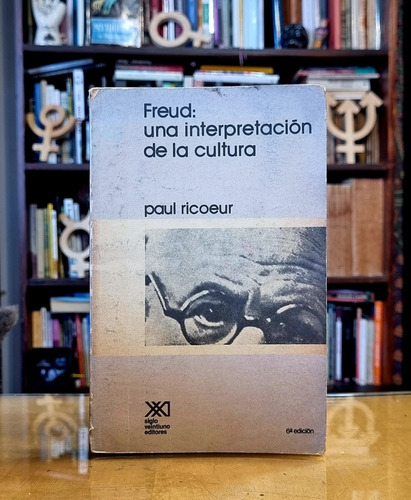 Freud:
una interpretación
de la cultura
paul ricoeur
siglo
veintiuno
editores
6ª edición